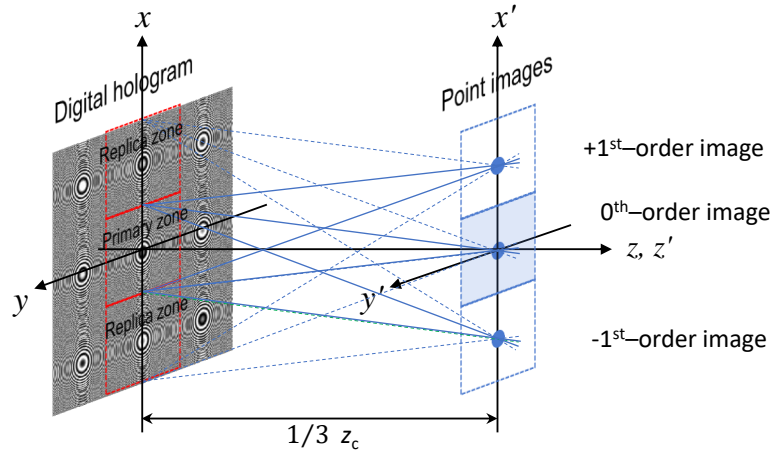 x
x′
Digital hologram
Point images
Replica zone
+1st–order image
Primary zone
0th–order image
z, z′
y
y′
Replica zone
-1st–order image
1/3 zc